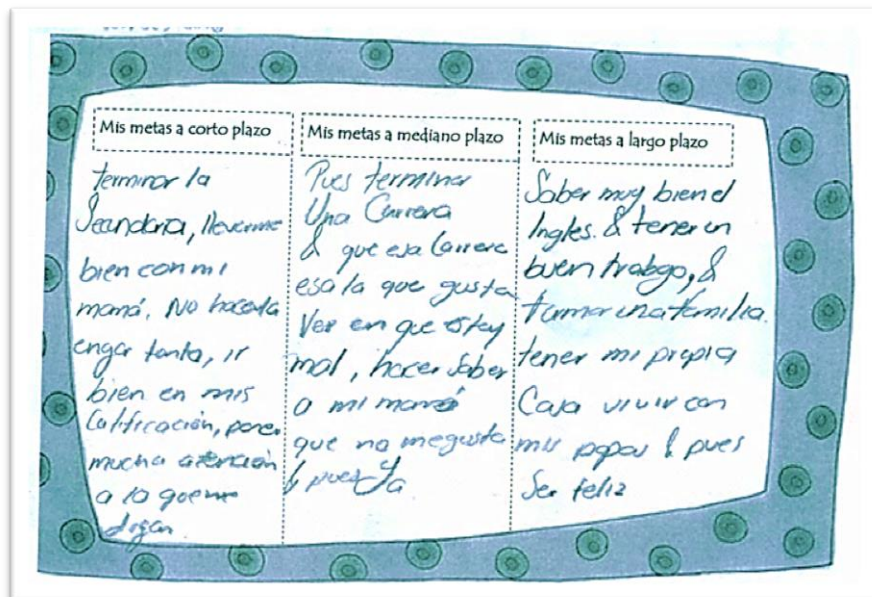 Mis metas a corto plazo
terminar la
Secundaria, llevarme
bien con mi
mamá. No hacerla
engar tanto, ir
bien en mis
Calificación, poner
mucha atención
a lo que me
digan
Mis metas a mediano plazo
Pues terminar
Una Carrera
& que esa Carrera
esa la que gusta
Ver en que estoy
mal, hacer saber
a mi mamá
que no me gusta
& pues Ya
Mis metas a largo plazo
Saber muy bien el
Ingles. & tener un
buen trabajo, &
formar una familia.
tener mi propia
Casa vivir con
mis papas & pues
Ser feliz